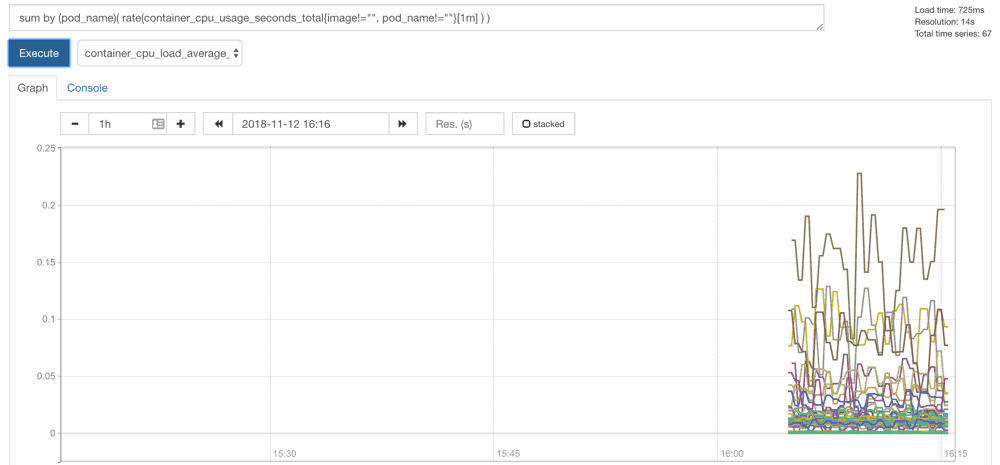 sum by (pod_name)( rate(container_cpu_usage_seconds_total{image!="", pod_name!=""}[1m] ) )
Load time: 725ms
Resolution: 14s
Total time series: 67
Execute
container_cpu_load_average_
Graph
Console
1h
2018-11-12 16:16
Res. (s)
stacked
0.25
0.2
0.15
0.1
0.05
0
15:30
15:45
16:00
16:15